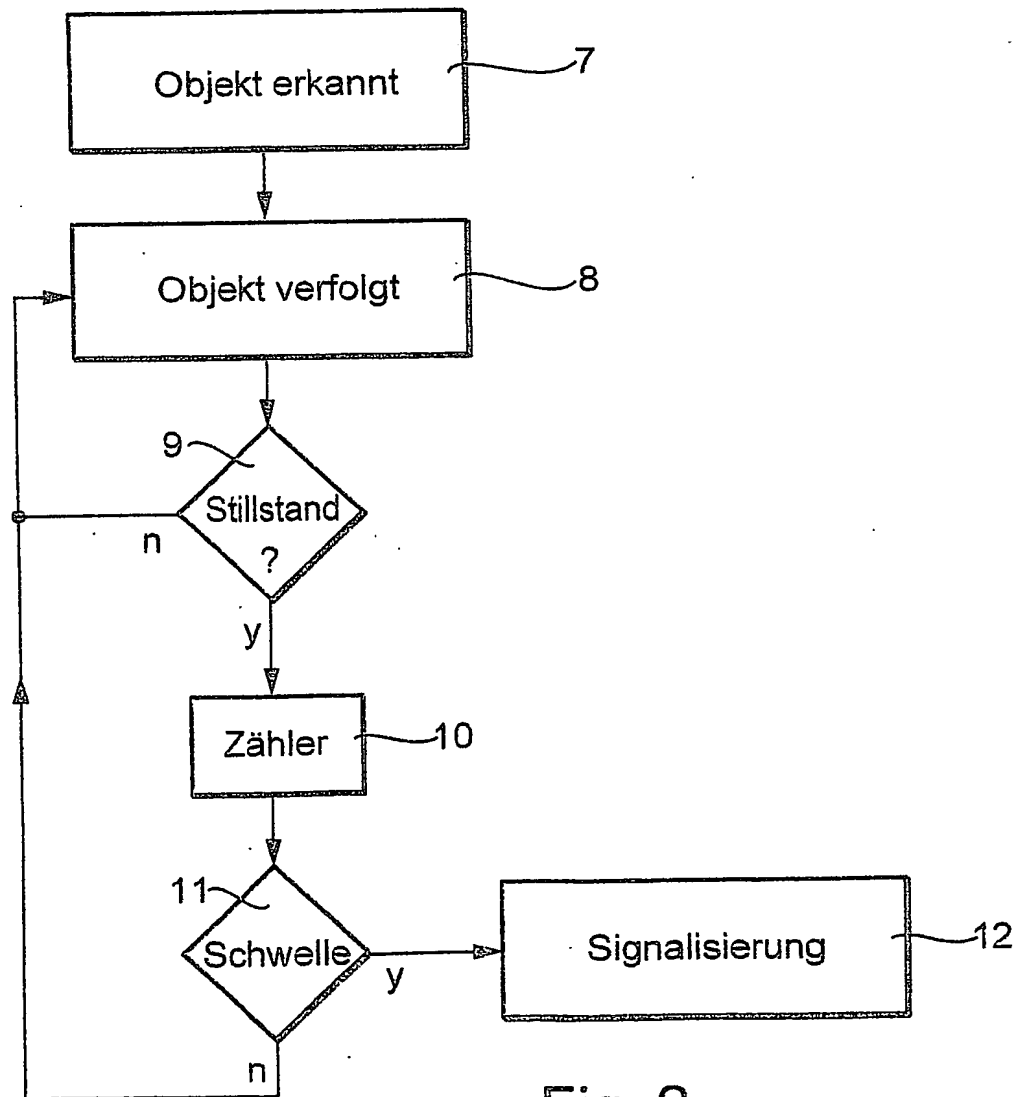 Objekt erkannt
7
Objekt verfolgt
8
9
Stillstand
?
n
y
Zähler
10
11
Schwelle
y
Signalisierung
12
n